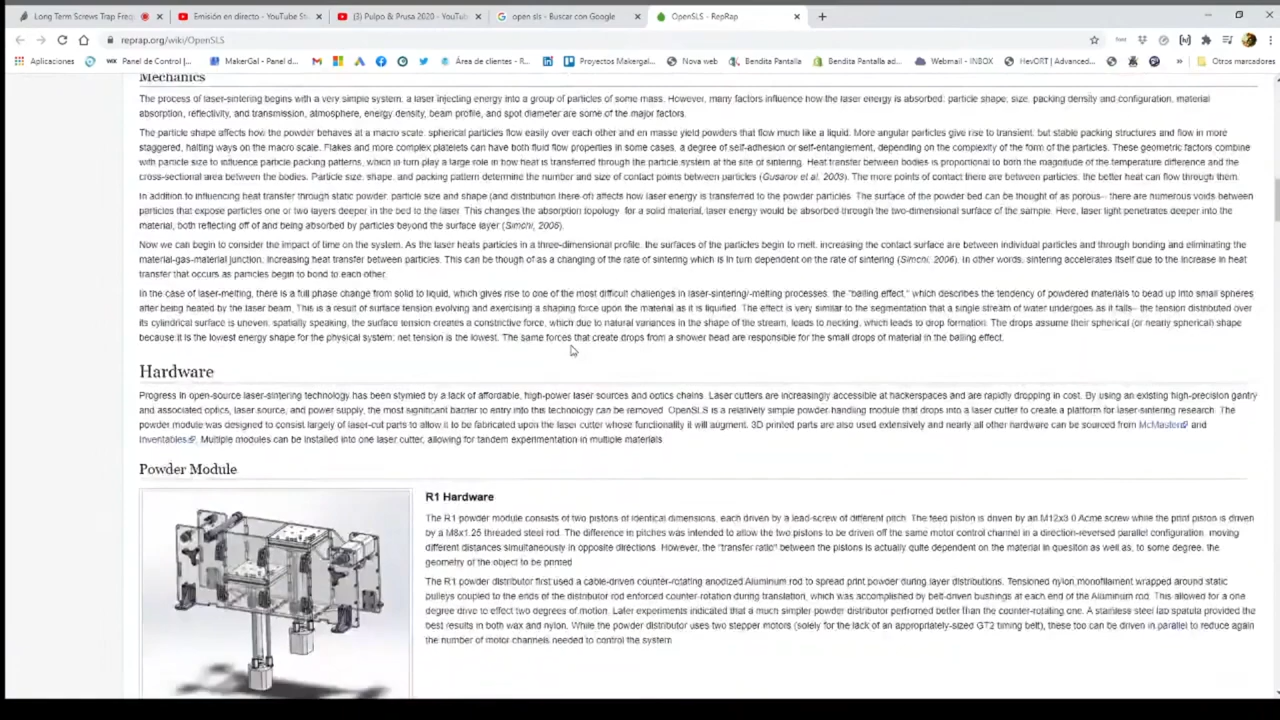 Long Term Screws Trap Freq
Emisión en directo - YouTube St
(3) Pulpo & Prusa 2020 - YouTu
open sls - Buscar con Google
OpenSLS - RepRap
reprap.org/wiki/OpenSLS
Aplicaciones
WX Panel de Control |...
MakerGal - Panel d...
Área de clientes - R...
Proyectos Makergal...
Nova web
Bendita Pantalla
Bendita Pantalla ad...
Webmail - INBOX
HevORT | Advanced...
»
Otros marcadores
Mechanics
The process of laser-sintering begins with a very simple system, a laser injecting energy into a group of particles of some mass. However, many factors influence how the laser energy is absorbed: particle shape, size, packing density and configuration, material
absorption, reflectivity, and transmission, atmosphere, energy density, beam profile, and spot diameter are some of the major factors.
The particle shape affects how the powder behaves at a macro scale: spherical particles flow easily over each other and en masse yield powders that flow much like a liquid. More angular particles give rise to transient, but stable packing structures and flow in more
staggered, halting ways on the macro scale. Flakes and more complex platelets can have both fluid flow properties in some cases, a degree of self-adhesion or self-entanglement, depending on the complexity of the form of the particles. These geometric factors combine
with particle size to influence particle packing patterns, which in turn play a large role in how heat is transferred through the particle system at the site of sintering. Heat transfer between bodies is proportional to both the magnitude of the temperature difference and the
cross-sectional area between the bodies. Particle size, shape, and packing pattern determine the number and size of contact points between particles (Gusarov et al. 2003). The more points of contact there are between particles, the better heat can flow through them.
In addition to influencing heat transfer through static powder, particle size and shape (and distribution there-of) affects how laser energy is transferred to the powder particles. The surface of the powder bed can be thought of as porous-- there are numerous voids between
particles that expose particles one or two layers deeper in the bed to the laser. This changes the absorption topology for a solid material, laser energy would be absorbed through the two-dimensional surface of the sample. Here, laser light penetrates deeper into the
material, both reflecting off of and being absorbed by particles beyond the surface layer (Simchi, 2006).
Now we can begin to consider the impact of time on the system. As the laser heats particles in a three-dimensional profile, the surfaces of the particles begin to melt, increasing the contact surface are between individual particles and through bonding and eliminating the
material-gas-material junction, increasing heat transfer between particles. This can be though of as a changing of the rate of sintering which is in turn dependent on the rate of sintering (Simchi, 2006). In other words, sintering accelerates itself due to the increase in heat
transfer that occurs as particles begin to bond to each other.
In the case of laser-melting, there is a full phase change from solid to liquid, which gives rise to one of the most difficult challenges in laser-sintering/-melting processes, the "balling effect," which describes the tendency of powdered materials to bead up into small spheres
after being heated by the laser beam. This is a result of surface tension evolving and exercising a shaping force upon the material as it is liquified. The effect is very similar to the segmentation that a single stream of water undergoes as it falls-- the tension distributed over
its cylindrical surface is uneven, spatially speaking, the surface tension creates a constrictive force, which due to natural variances in the shape of the stream, leads to necking, which leads to drop formation. The drops assume their spherical (or nearly spherical) shape
because it is the lowest energy shape for the physical system; net tension is the lowest. The same forces that create drops from a shower head are responsible for the small drops of material in the balling effect.
Hardware
Progress in open-source laser-sintering technology has been stymied by a lack of affordable, high-power laser sources and optics chains. Laser cutters are increasingly accessible at hackerspaces and are rapidly dropping in cost. By using an existing high-precision gantry
and associated optics, laser source, and power supply, the most significant barrier to entry into this technology can be removed. OpenSLS is a relatively simple powder-handling module that drops into a laser cutter to create a platform for laser-sintering research. The
powder module was designed to consist largely of laser-cut parts to allow it to be fabricated upon the laser cutter whose functionality it will augment. 3D printed parts are also used extensively and nearly all other hardware can be sourced from McMaster and
Inventables. Multiple modules can be installed into one laser cutter, allowing for tandem experimentation in multiple materials
Powder Module
R1 Hardware
The R1 powder module consists of two pistons of identical dimensions, each driven by a lead-screw of different pitch. The feed piston is driven by an M12x3.0 Acme screw while the print piston is driven
by a M8x1.25 threaded steel rod. The difference in pitches was intended to allow the two pistons to be driven off the same motor control channel in a direction-reversed parallel configuration, moving
different distances simultaneously in opposite directions. However, the "transfer ratio" between the pistons is actually quite dependent on the material in quesiton as well as, to some degree, the
geometry of the object to be printed
The R1 powder distributor first used a cable-driven counter-rotating anodized Aluminum rod to spread print powder during layer distributions. Tensioned nylon monofilament wrapped around static
pulleys coupled to the ends of the distributor rod enforced counter-rotation during translation, which was accomplished by belt-driven bushings at each end of the Aluminum rod. This allowed for a one
degree drive to effect two degrees of motion. Later experiments indicated that a much simpler powder distributor perfromed better than the counter-rotating one. A stainless steel lab spatula provided the
best results in both wax and nylon. While the powder distributor uses two stepper motors (solely for the lack of an appropriately-sized GT2 timing belt), these too can be driven in parallel to reduce again
the number of motor channels needed to control the system